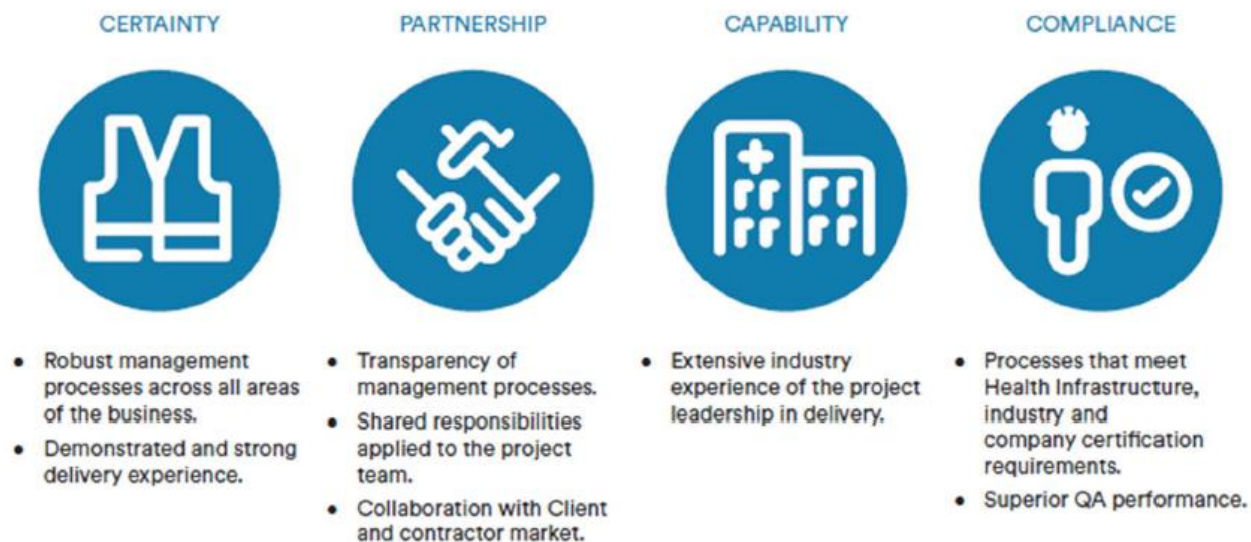 CERTAINTY
PARTNERSHIP
CAPABILITY
COMPLIANCE
• Robust management
processes across all areas
of the business.
• Demonstrated and strong
delivery experience.
• Transparency of
management processes.
• Shared responsibilities
applied to the project
team.
• Collaboration with Client
and contractor market.
• Extensive industry
experience of the project
leadership in delivery.
• Processes that meet
Health Infrastructure,
industry and
company certification
requirements.
• Superior QA performance.